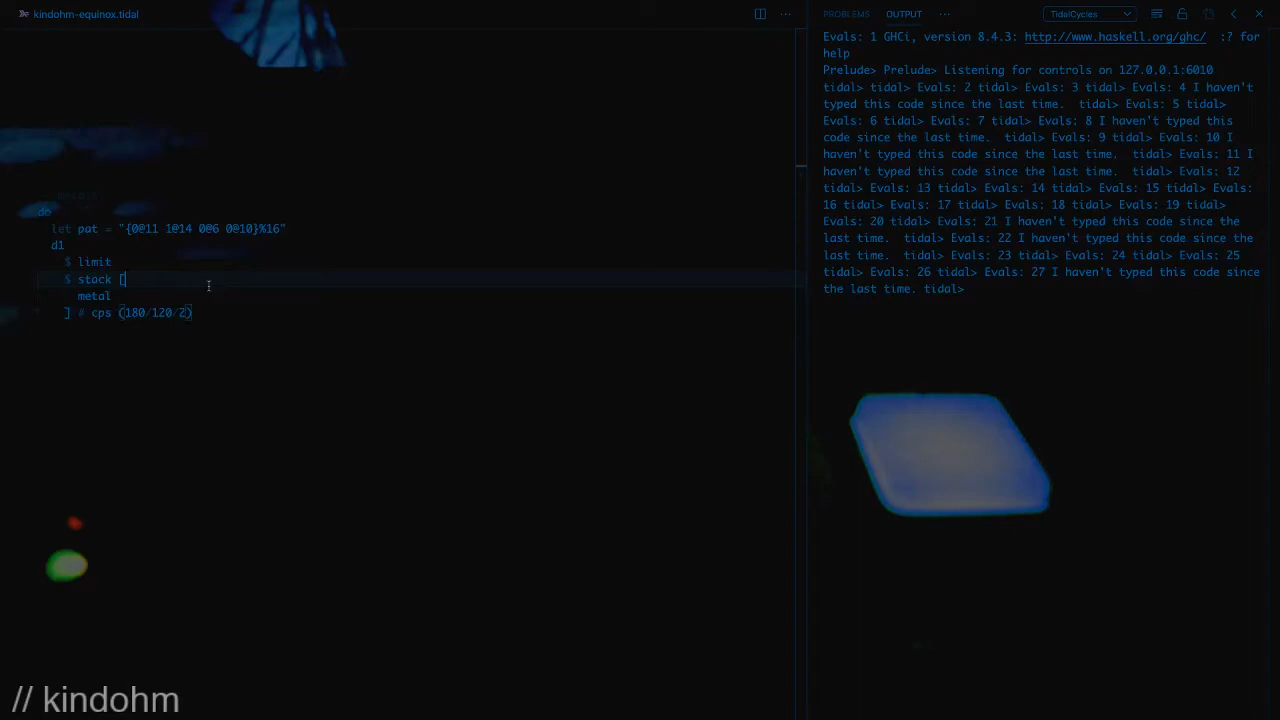 kindohm-equinox.tidal
PROBLEMS OUTPUT ... TidalCycles
do
let pat = "{0@11 1@14 0@6 0@10}%16"
d1
$ limit
$ stack [
metal
] # cps (180/120/2)
Evals: 1 GHCi, version 8.4.3: http://www.haskell.org/ghc/  :? for
help
Prelude> Prelude> Listening for controls on 127.0.0.1:6010
tidal> tidal> Evals: 2 tidal> Evals: 3 tidal> Evals: 4 I haven't
typed this code since the last time.  tidal> Evals: 5 tidal>
Evals: 6 tidal> Evals: 7 tidal> Evals: 8 I haven't typed this
code since the last time.  tidal> Evals: 9 tidal> Evals: 10 I
haven't typed this code since the last time.  tidal> Evals: 11 I
haven't typed this code since the last time.  tidal> Evals: 12
tidal> Evals: 13 tidal> Evals: 14 tidal> Evals: 15 tidal> Evals:
16 tidal> Evals: 17 tidal> Evals: 18 tidal> Evals: 19 tidal>
Evals: 20 tidal> Evals: 21 I haven't typed this code since the
last time.  tidal> Evals: 22 I haven't typed this code since the
last time.  tidal> Evals: 23 tidal> Evals: 24 tidal> Evals: 25
tidal> Evals: 26 tidal> Evals: 27 I haven't typed this code since
the last time. tidal>
// kindohm